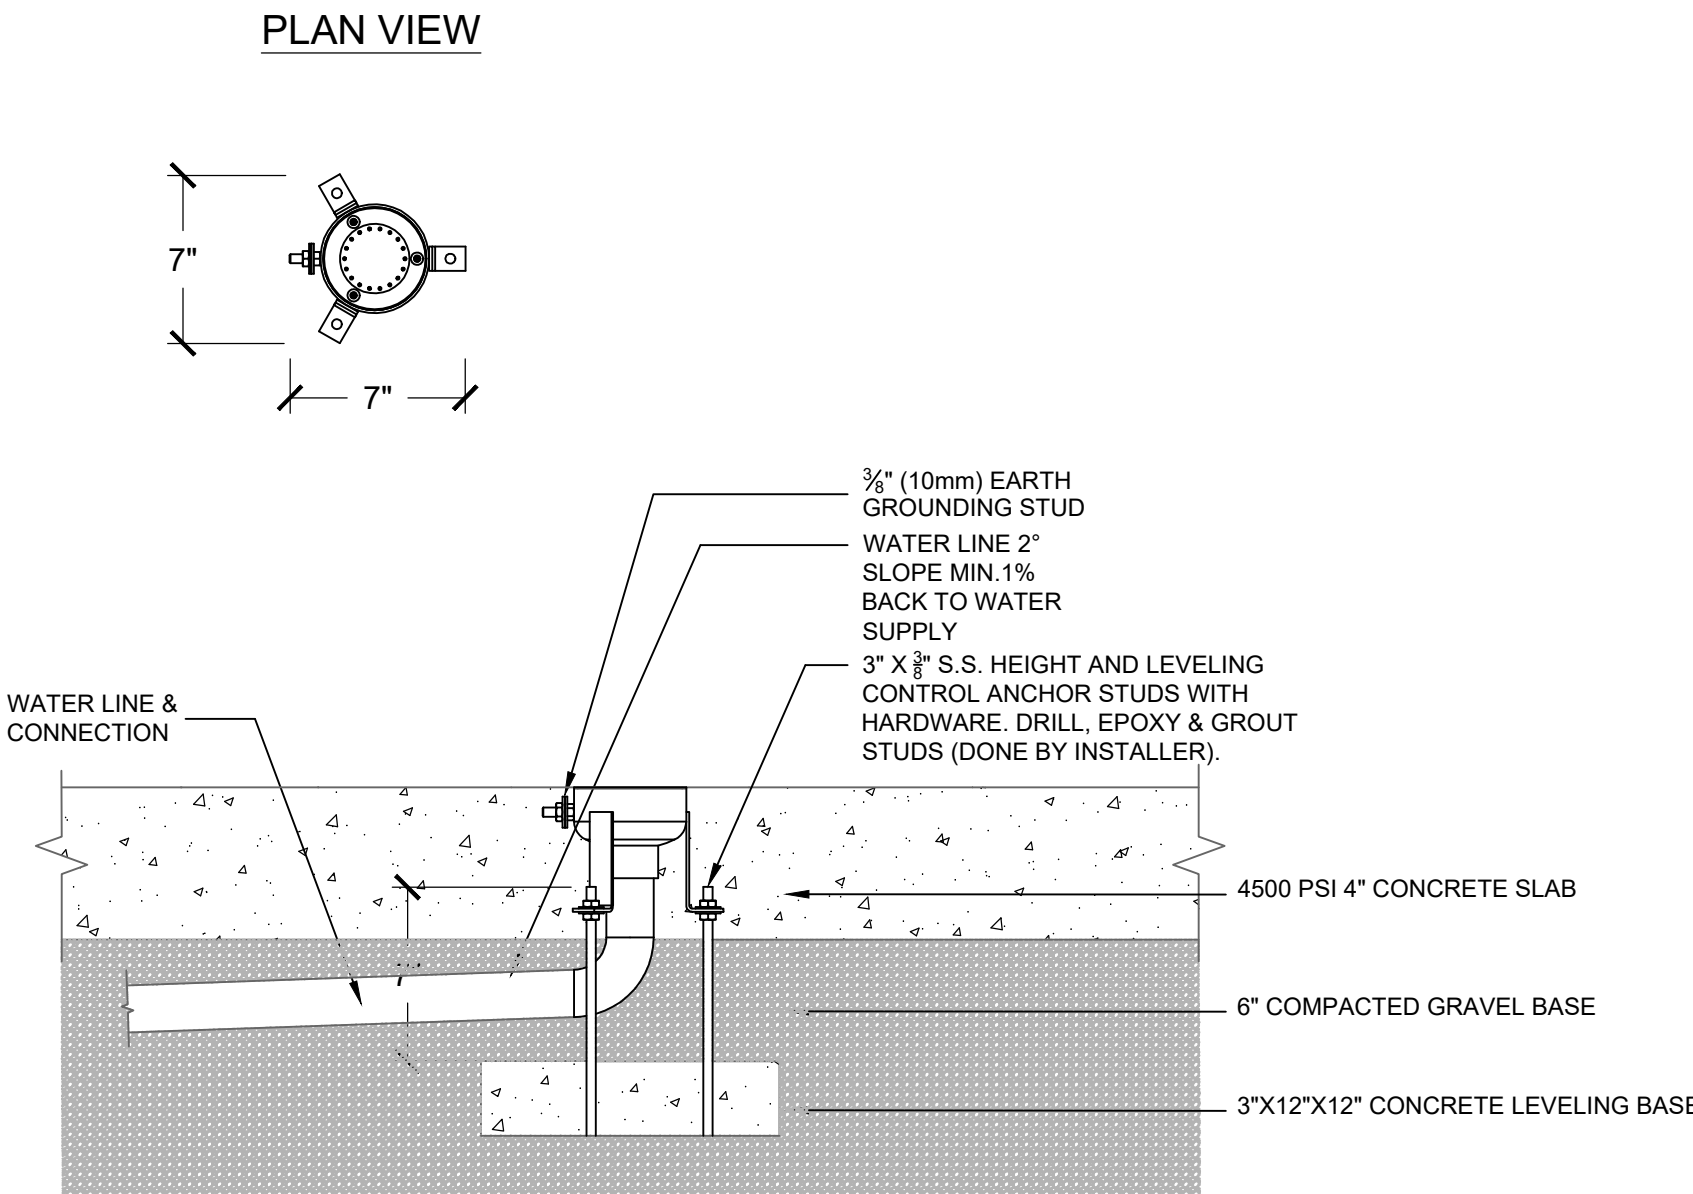 PLAN VIEW
7"
7"
⅜" (10mm) EARTH
GROUNDING STUD
WATER LINE 2°
SLOPE MIN.1%
BACK TO WATER
SUPPLY
3" X ⅜" S.S. HEIGHT AND LEVELING
CONTROL ANCHOR STUDS WITH
HARDWARE. DRILL, EPOXY & GROUT
STUDS (DONE BY INSTALLER).
WATER LINE &
CONNECTION
4500 PSI 4" CONCRETE SLAB
7"
6" COMPACTED GRAVEL BASE
3"X12"X12" CONCRETE LEVELING BASE